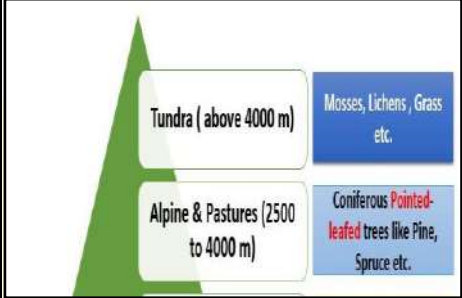 Tundra ( above 4000 m)
Mosses, Lichens , Grass
etc.
Alpine & Pastures (2500
to 4000 m)
Coniferous Pointed-
leafed trees like Pine,
Spruce etc.